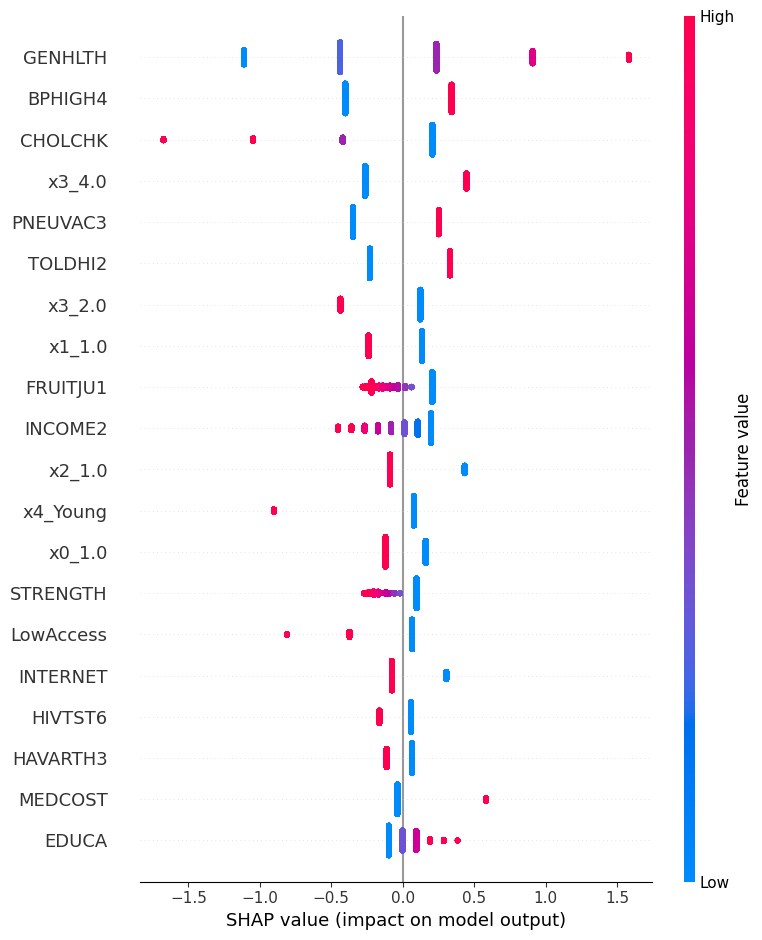 High
GENHLTH
BPHIGH4
CHOLCHK
x3_4.0
PNEUVAC3
TOLDHI2
x3_2.0
x1_1.0
FRUITJU1
INCOME2
x2_1.0
x4_Young
x0_1.0
STRENGTH
LowAccess
INTERNET
HIVTST6
HAVARTH3
MEDCOST
EDUCA
Feature value
Low
−1.5 −1.0 −0.5 0.0 0.5 1.0 1.5
SHAP value (impact on model output)